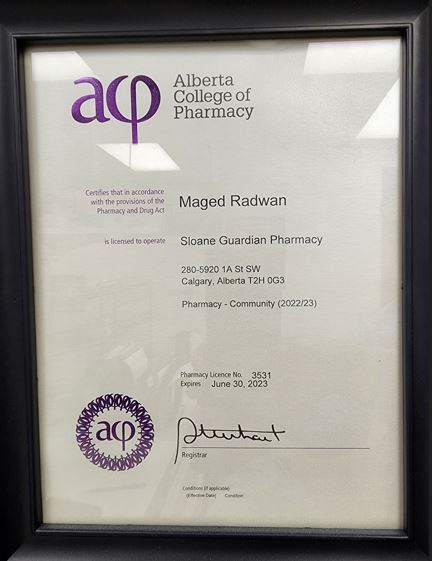 acp
Alberta
College of
Pharmacy
Certifies that in accordance
with the provisions of the
Pharmacy and Drug Act
Maged Radwan
is licensed to operate
Sloane Guardian Pharmacy
280-5920 1A St SW
Calgary, Alberta T2H 0G3
Pharmacy - Community (2022/23)
Pharmacy Licence No. 3531
Expires June 30, 2023
acp
Registrar
Conditions (if applicable)
(Effective Date) Condition